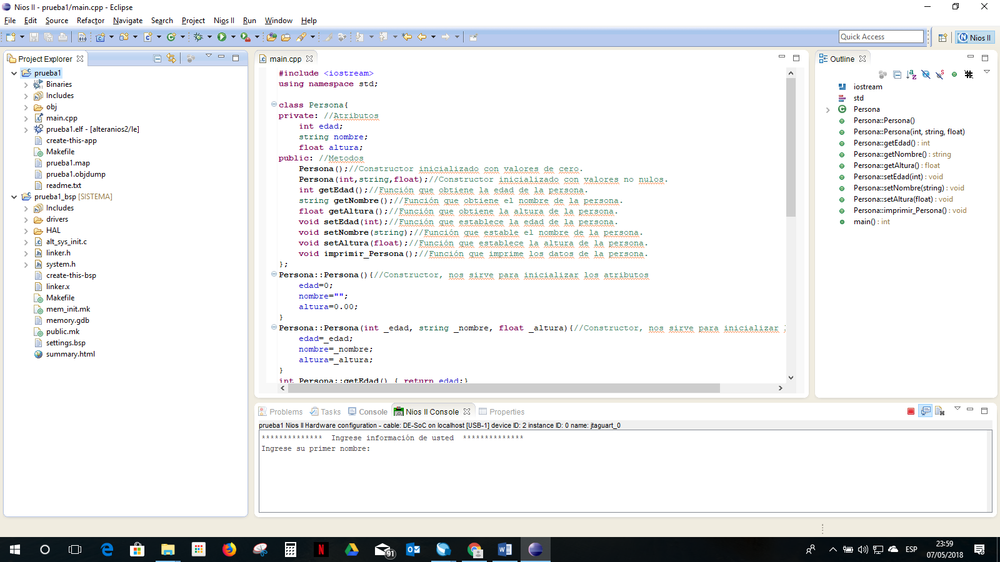 Nios II - prueba1/main.cpp - Eclipse
File Edit Source Refactor Navigate Search Project Nios II Run Window Help
Quick Access
Nios II
Project Explorer
prueba1
Binaries
Includes
obj
main.cpp
prueba1.elf - [alteranios2/le]
create-this-app
Makefile
prueba1.map
prueba1.objdump
readme.txt
prueba1_bsp [SISTEMA]
Includes
drivers
HAL
alt_sys_init.c
linker.h
system.h
create-this-bsp
linker.x
Makefile
mem_init.mk
memory.gdb
public.mk
settings.bsp
summary.html
main.cpp
#include <iostream>
using namespace std;
class Persona{
private: //Atributos
int edad;
string nombre;
float altura;
public: //Metodos
Persona();//Constructor inicializado con valores de cero.
Persona(int,string,float);//Constructor inicializado con valores no nulos.
int getEdad();//Función que obtiene la edad de la persona.
string getNombre();//Función que obtiene el nombre de la persona.
float getAltura();//Función que obtiene la altura de la persona.
void setEdad(int);//Función que establece la edad de la persona.
void setNombre(string);//Función que estable el nombre de la persona.
void setAltura(float);//Función que establece la altura de la persona.
void imprimir_Persona();//Función que imprime los datos de la persona.
};
Persona::Persona(){//Constructor, nos sirve para inicializar los atributos
edad=0;
nombre="";
altura=0.00;
}
Persona::Persona(int _edad, string _nombre, float _altura){//Constructor, nos sirve para inicializar
edad=_edad;
nombre=_nombre;
altura=_altura;
}
int Persona::getEdad() { return edad;}
Outline
iostream
std
Persona
Persona::Persona()
Persona::Persona(int, string, float)
Persona::getEdad() : int
Persona::getNombre() : string
Persona::getAltura() : float
Persona::setEdad(int) : void
Persona::setNombre(string) : void
Persona::setAltura(float) : void
Persona::imprimir_Persona() : void
main() : int
Problems Tasks Console Nios II Console Properties
prueba1 Nios II Hardware configuration - cable: DE-SoC on localhost [USB-1] device ID: 2 instance ID: 0 name: jtaguart_0
************** Ingrese información de usted **************
Ingrese su primer nombre:
91
ESP
23:59
07/05/2018